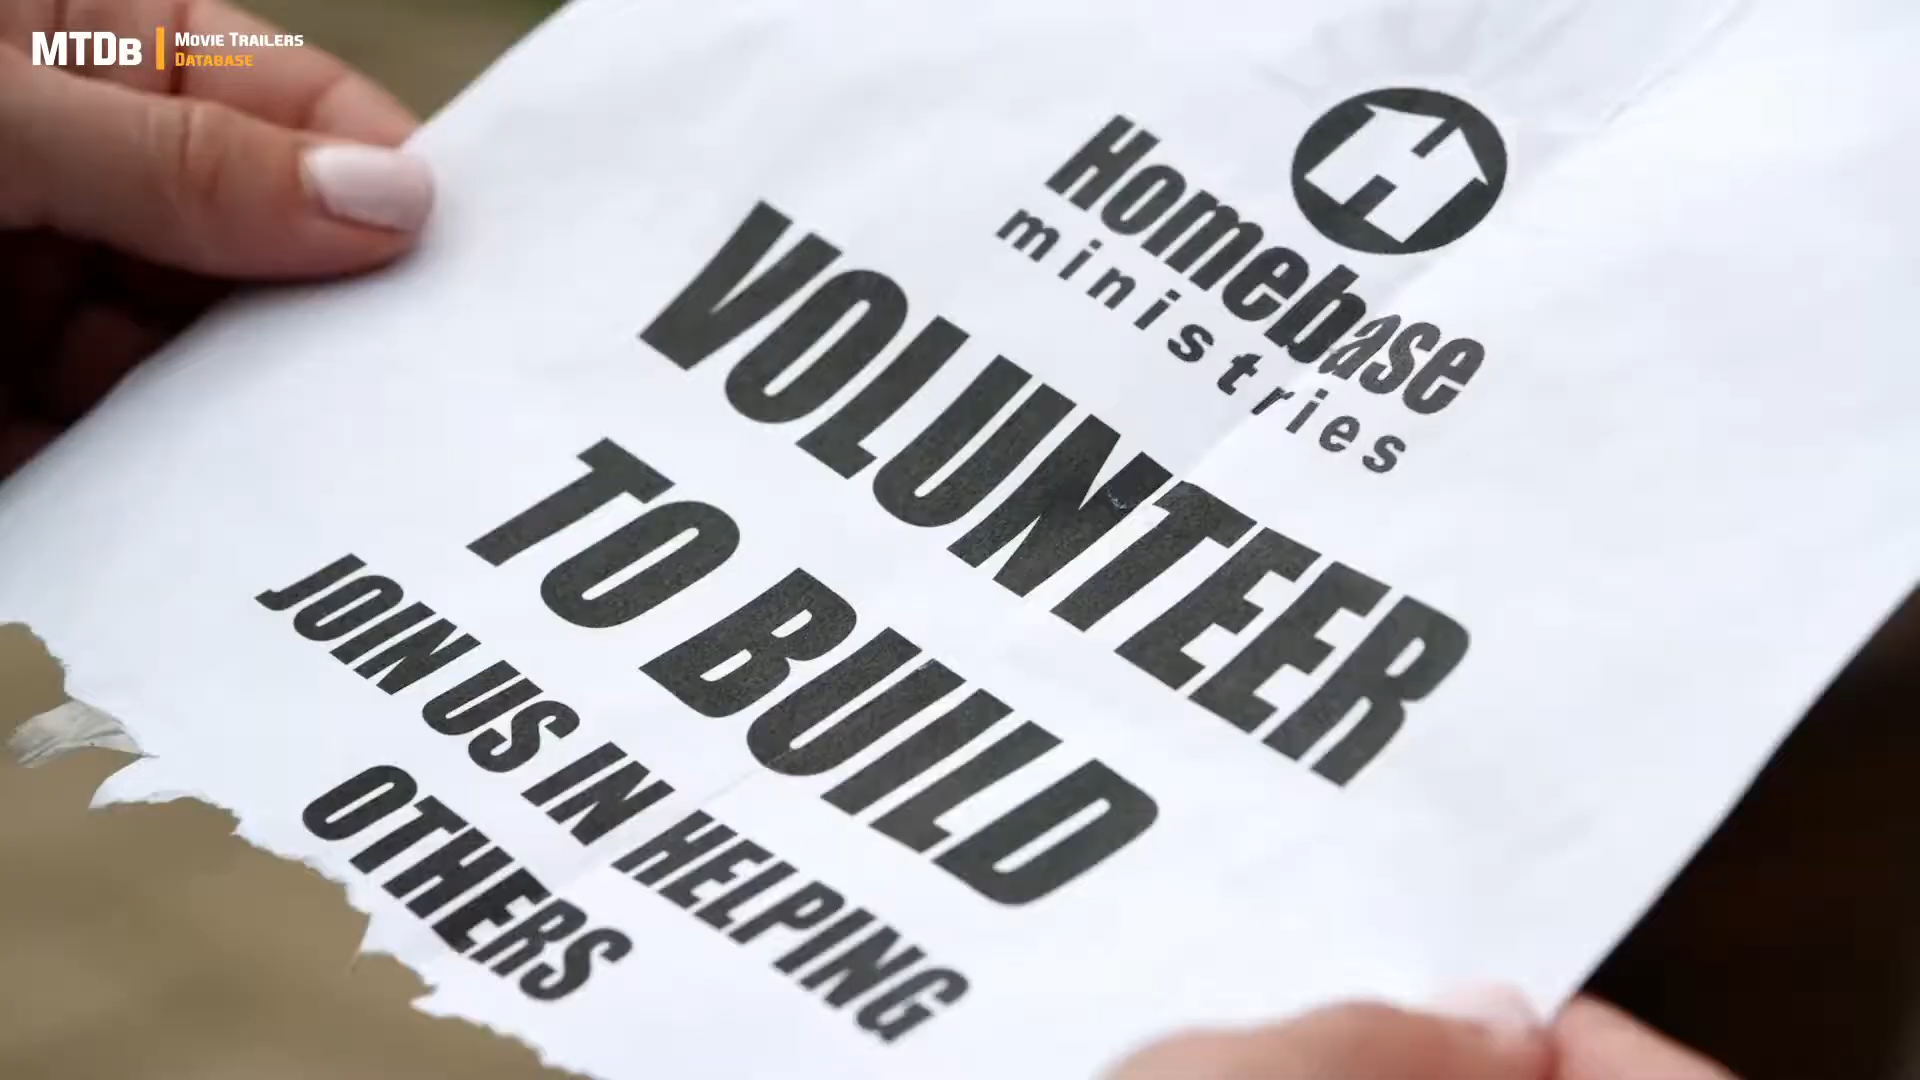 MTDB
MOVIE TRAILERS
DATABASE
H
Homebase
ministries
VOLUNTEER
TO BUILD
JOIN US IN HELPING
OTHERS